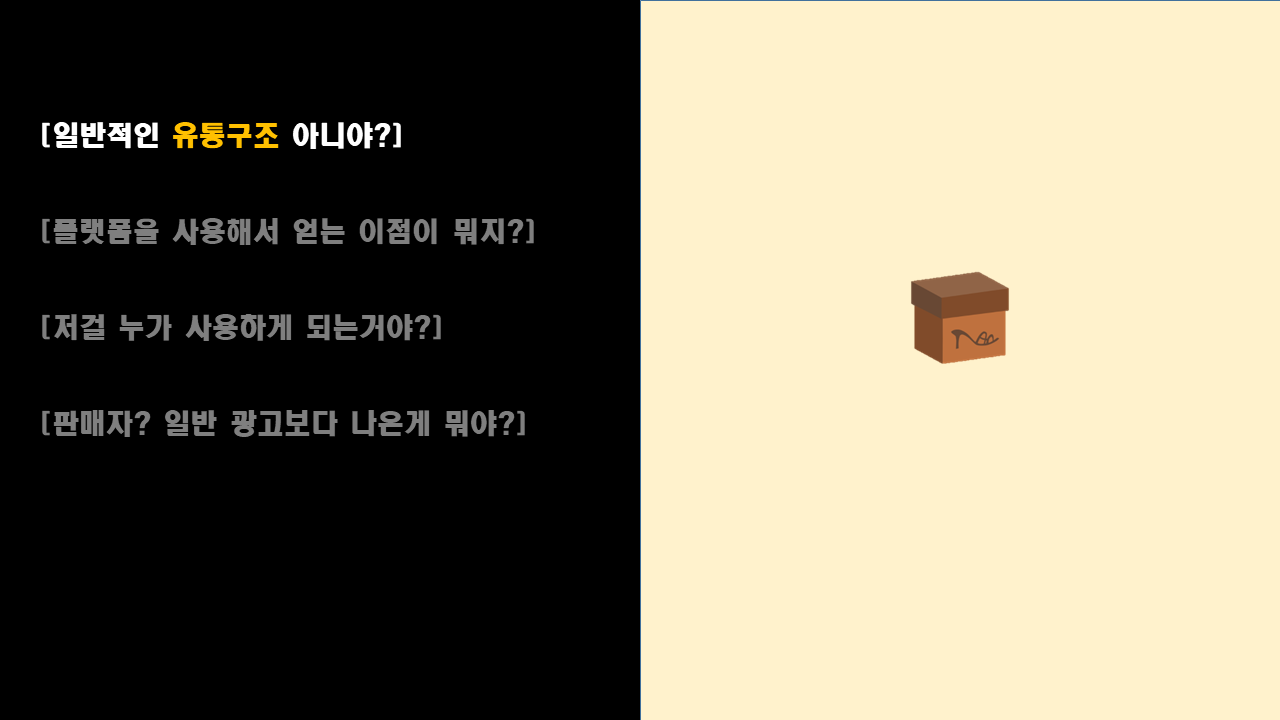 [일반적인 유통구조 아니야?]
[플랫폼을 사용해서 얻는 이점이 뭐지?]
[저걸 누가 사용하게 되는거야?]
[판매자? 일반 광고보다 나은게 뭐야?]